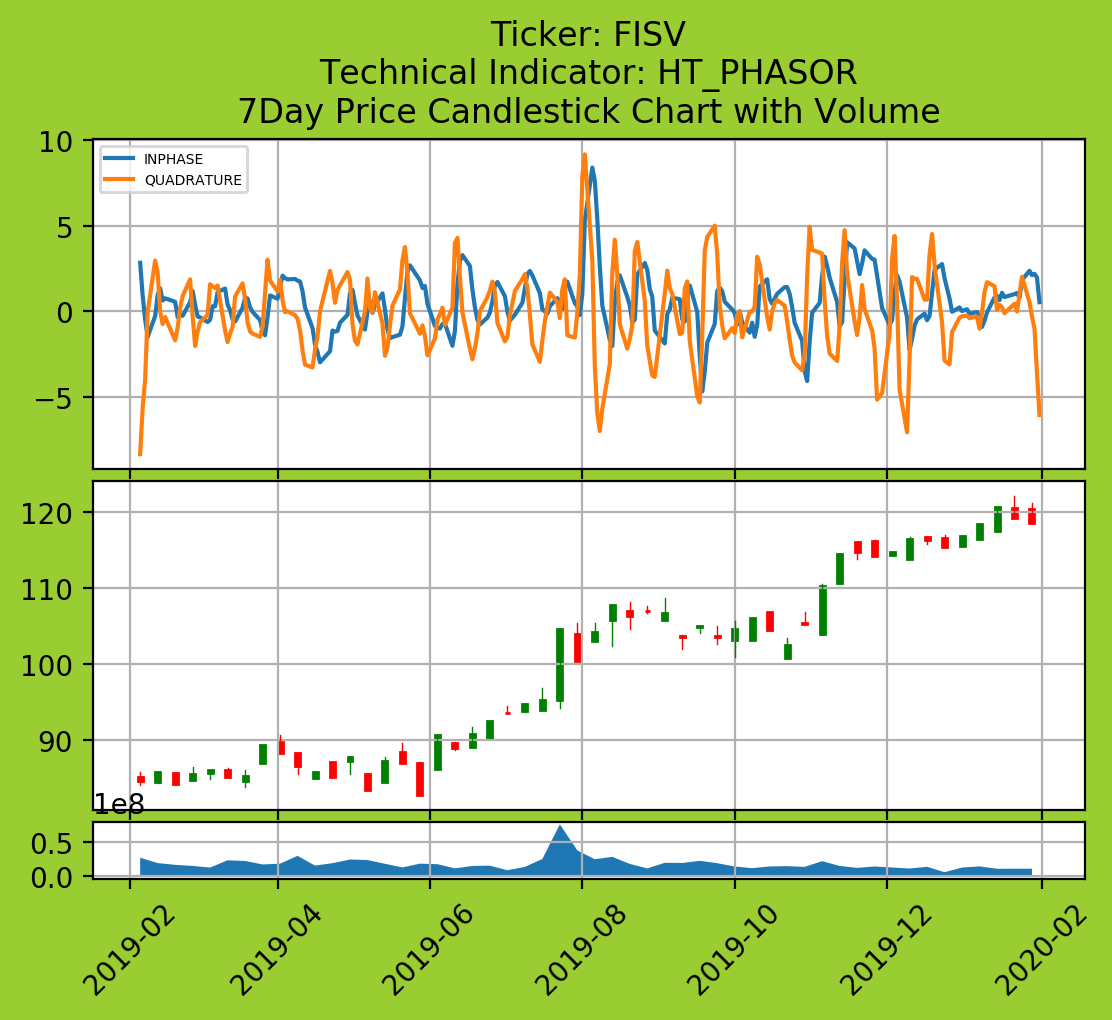 Ticker: FISV
Technical Indicator: HT_PHASOR
7Day Price Candlestick Chart with Volume
10
5
0
−5
INPHASE
QUADRATURE
120
110
100
90
1e8
0.5
0.0
2019-02
2019-04
2019-06
2019-08
2019-10
2019-12
2020-02